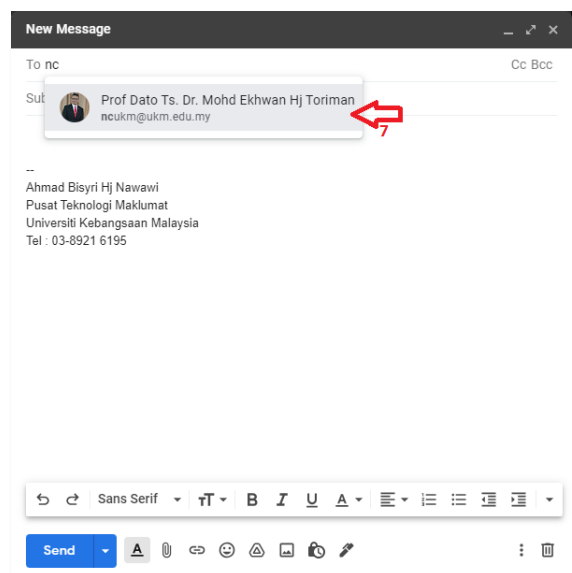 New Message
To nc Cc Bcc
Sub
Prof Dato Ts. Dr. Mohd Ekhwan Hj Toriman
ncukm@ukm.edu.my
7
--
Ahmad Bisyri Hj Nawawi
Pusat Teknologi Maklumat
Universiti Kebangsaan Malaysia
Tel : 03-8921 6195
Sans Serif TT B I U A
Send A